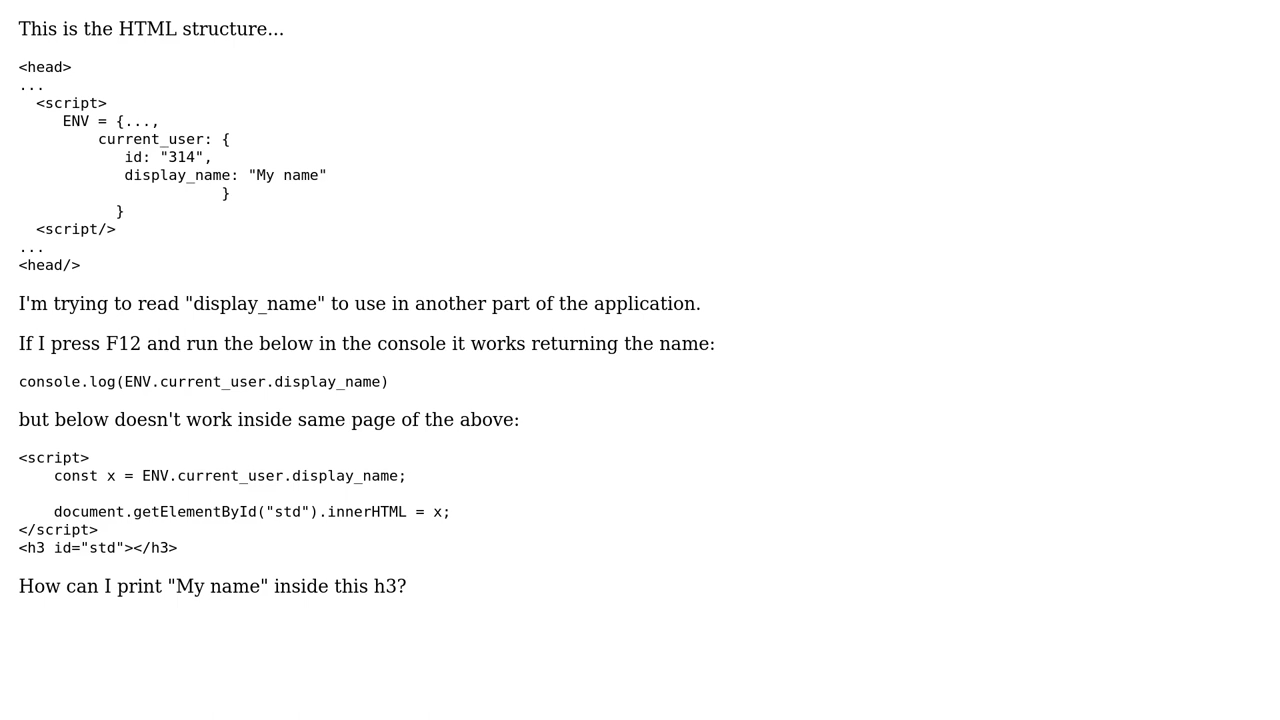 This is the HTML structure...
<head>
...
  <script>
     ENV = {...,
         current_user: {
            id: "314",
            display_name: "My name"
                       }
           }
  <script/>
...
<head/>
I'm trying to read "display_name" to use in another part of the application.
If I press F12 and run the below in the console it works returning the name:
console.log(ENV.current_user.display_name)
but below doesn't work inside same page of the above:
<script>
    const x = ENV.current_user.display_name;
    document.getElementById("std").innerHTML = x;
</script>
<h3 id="std"></h3>
How can I print "My name" inside this h3?